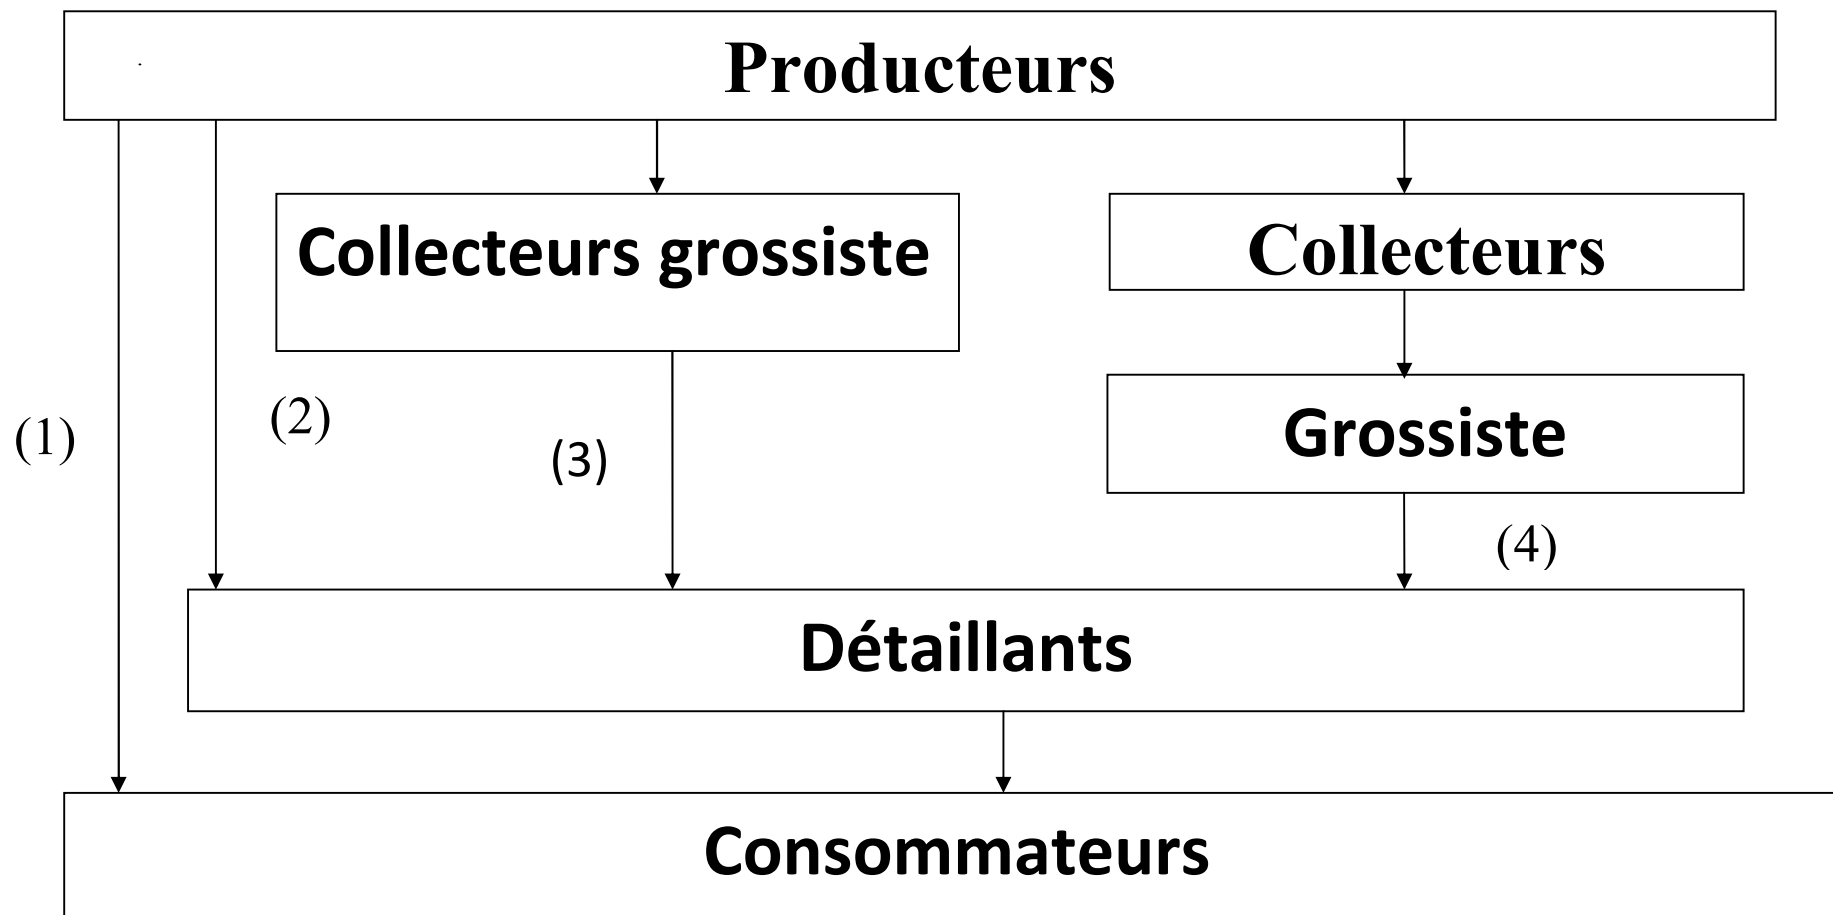 Producteurs
Collecteurs grossiste
Collecteurs
Grossiste
(1)
(2)
(3)
(4)
Détaillants
Consommateurs